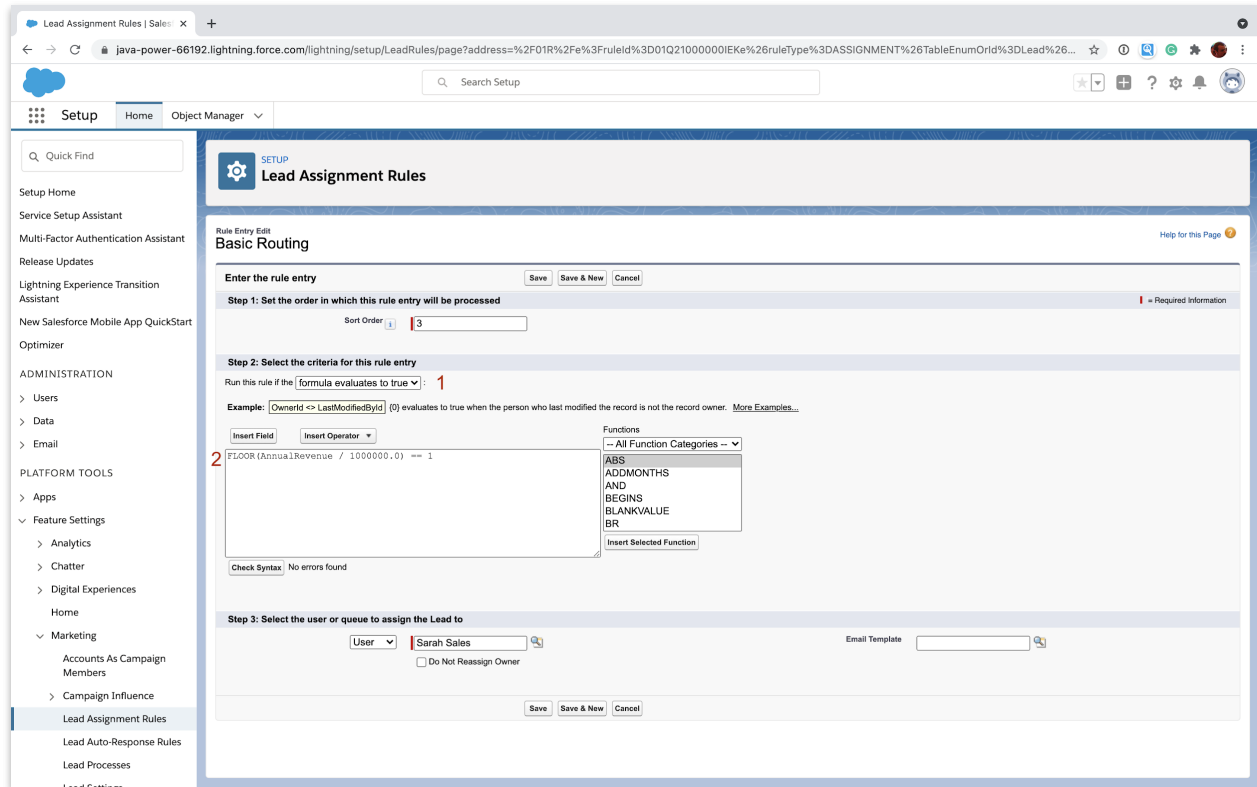 Lead Assignment Rules | Sales
java-power-66192.lightning.force.com/lightning/setup/LeadRules/page?address=%2F01R%2Fe%3FruleId%3D01Q21000000IEKe%26ruleType%3DASSIGNMENT%26TableEnumOrId%3DLead%26...
Search Setup
Setup Home Object Manager
Quick Find
Setup Home
Service Setup Assistant
Multi-Factor Authentication Assistant
Release Updates
Lightning Experience Transition
Assistant
New Salesforce Mobile App QuickStart
Optimizer
ADMINISTRATION
Users
Data
Email
PLATFORM TOOLS
Apps
Feature Settings
Analytics
Chatter
Digital Experiences
Home
Marketing
Accounts As Campaign
Members
Campaign Influence
Lead Assignment Rules
Lead Auto-Response Rules
Lead Processes
Lead Settings
SETUP
Lead Assignment Rules
Rule Entry Edit
Basic Routing
Help for this Page ?
Enter the rule entry Save Save & New Cancel
Step 1: Set the order in which this rule entry will be processed = Required Information
Sort Order i 3
Step 2: Select the criteria for this rule entry
Run this rule if the formula evaluates to true : 1
Example: OwnerId <> LastModifiedById {0} evaluates to true when the person who last modified the record is not the record owner. More Examples...
Insert Field Insert Operator
Functions
-- All Function Categories --
2 FLOOR(AnnualRevenue / 1000000.0) == 1
ABS
ADDMONTHS
AND
BEGINS
BLANKVALUE
BR
Insert Selected Function
Check Syntax No errors found
Step 3: Select the user or queue to assign the Lead to
User Sarah Sales Email Template
Do Not Reassign Owner
Save Save & New Cancel